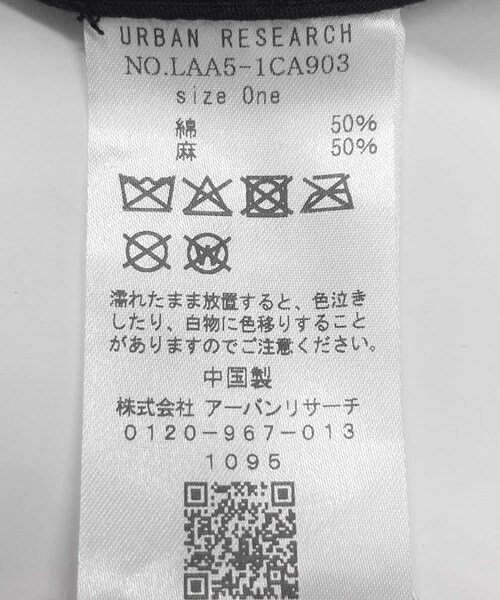 URBAN RESEARCH
NO.LAA5-1CA903
size One
綿 50%
麻 50%
濡れたまま放置すると、色泣き
したり、白物に色移りすること
がありますのでご注意ください。
中国製
株式会社 アーバンリサーチ
0120-967-013
1095